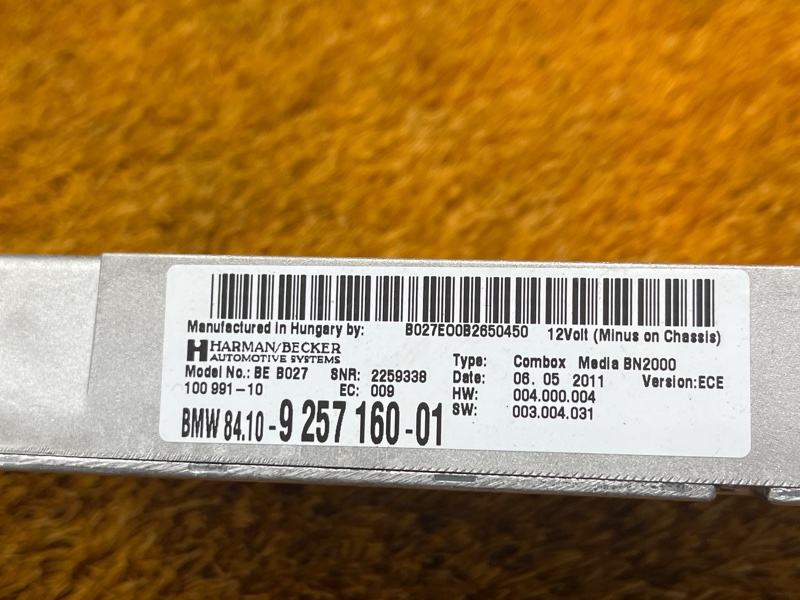 Manufactured in Hungary by: B027E00B2650450 12Volt (Minus on Chassis)
HARMAN/BECKER
AUTOMOTIVE SYSTEMS
Model No.: BE B027 SNR: 2259338
100 991-10 EC: 009
BMW 84.10-9 257 160-01
Type: Combox Media BN2000
Date: 06. 05 2011 Version:ECE
HW: 004.000.004
SW: 003.004.031